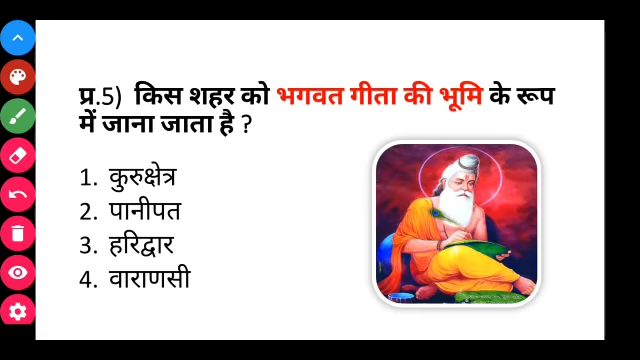 प्र.5) किस शहर को भगवत गीता की भूमि के रूप
में जाना जाता है ?
1. कुरुक्षेत्र
2. पानीपत
3. हरिद्वार
4. वाराणसी